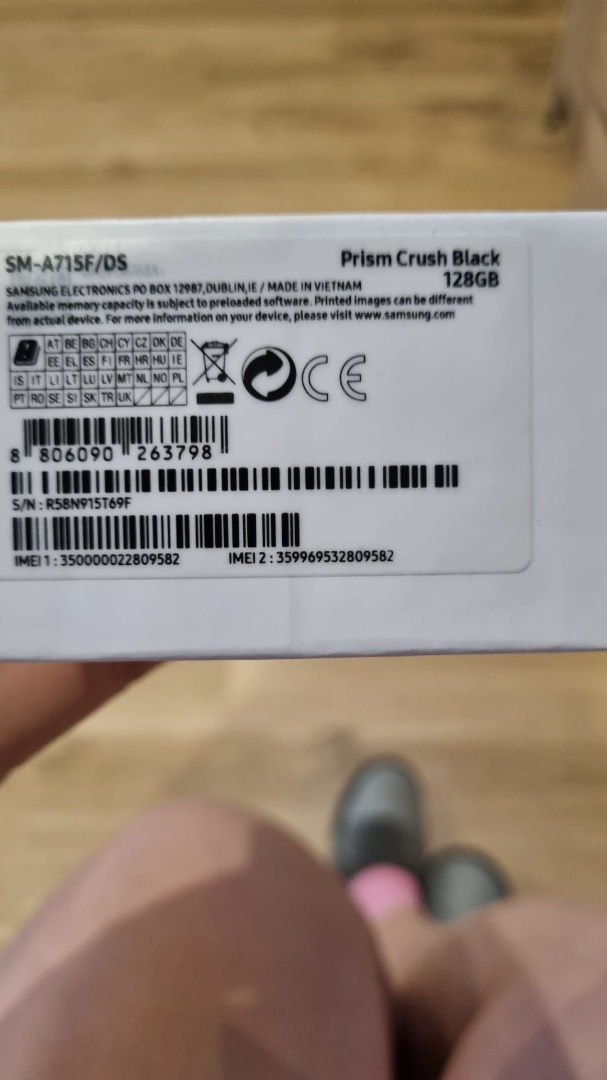 SM-A715F/DS
Prism Crush Black
128GB
SAMSUNG ELECTRONICS PO BOX 12987,DUBLIN,IE / MADE IN VIETNAM
Available memory capacity is subject to preloaded software. Printed images can be different
from actual device. For more information on your device, please visit www.samsung.com
AT BE BG CH CY CZ DK DE
EE EL ES FI FR HR HU IE
IS IT LI LT LU LV MT NL NO PL
PT RO SE SI SK TR UK
CE
8 806090 263798
S/N : R58N915T69F
IMEI 1 : 350000022809582 IMEI 2 : 359969532809582